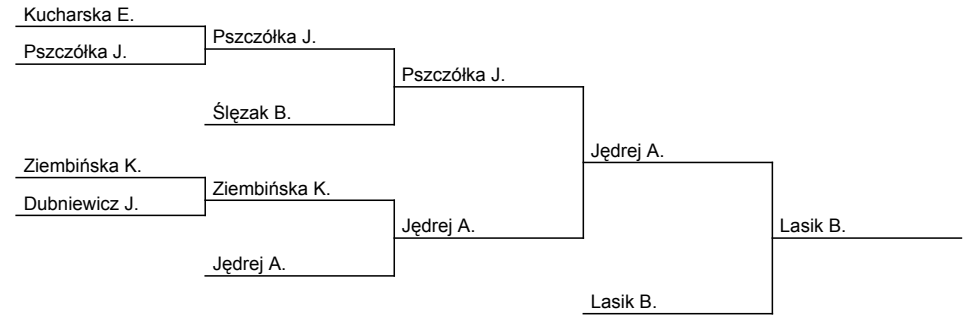 Kucharska E.
Pszczółka J.
Pszczółka J.
Pszczółka J.
Ślęzak B.
Jędrej A.
Ziembińska K.
Ziembińska K.
Dubniewicz J.
Jędrej A.
Lasik B.
Jędrej A.
Lasik B.